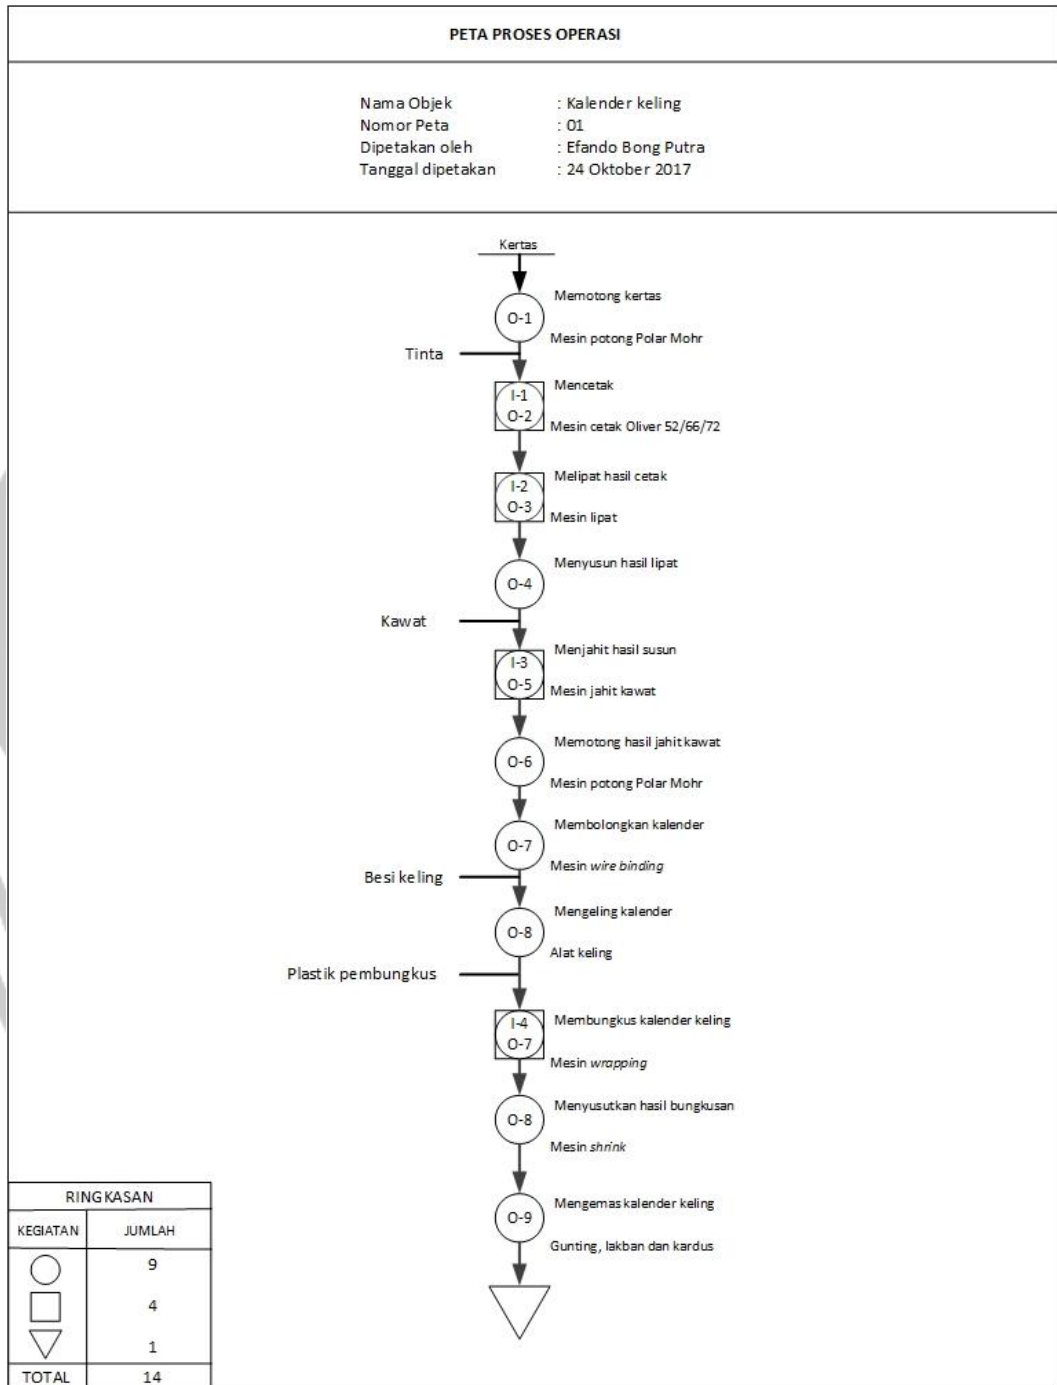 PETA PROSES OPERASI
Nama Objek : Kalender keling
Nomor Peta : 01
Dipetakan oleh : Efando Bong Putra
Tanggal dipetakan : 24 Oktober 2017
Kertas
Memotong kertas
O-1
Mesin potong Polar Mohr
Tinta
Mencetak
I-1
O-2
Mesin cetak Oliver 52/66/72
Melipat hasil cetak
I-2
O-3
Mesin lipat
Menyusun hasil lipat
O-4
Kawat
Menjahit hasil susun
I-3
O-5
Mesin jahit kawat
Memotong hasil jahit kawat
O-6
Mesin potong Polar Mohr
Membolongkan kalender
O-7
Mesin wire binding
Besi keling
Mengeling kalender
O-8
Alat keling
Plastik pembungkus
Membungkus kalender keling
I-4
O-7
Mesin wrapping
Menyusutkan hasil bungkusan
O-8
Mesin shrink
Mengemas kalender keling
O-9
Gunting, lakban dan kardus
RINGKASAN
KEGIATAN JUMLAH
9
4
1
TOTAL 14